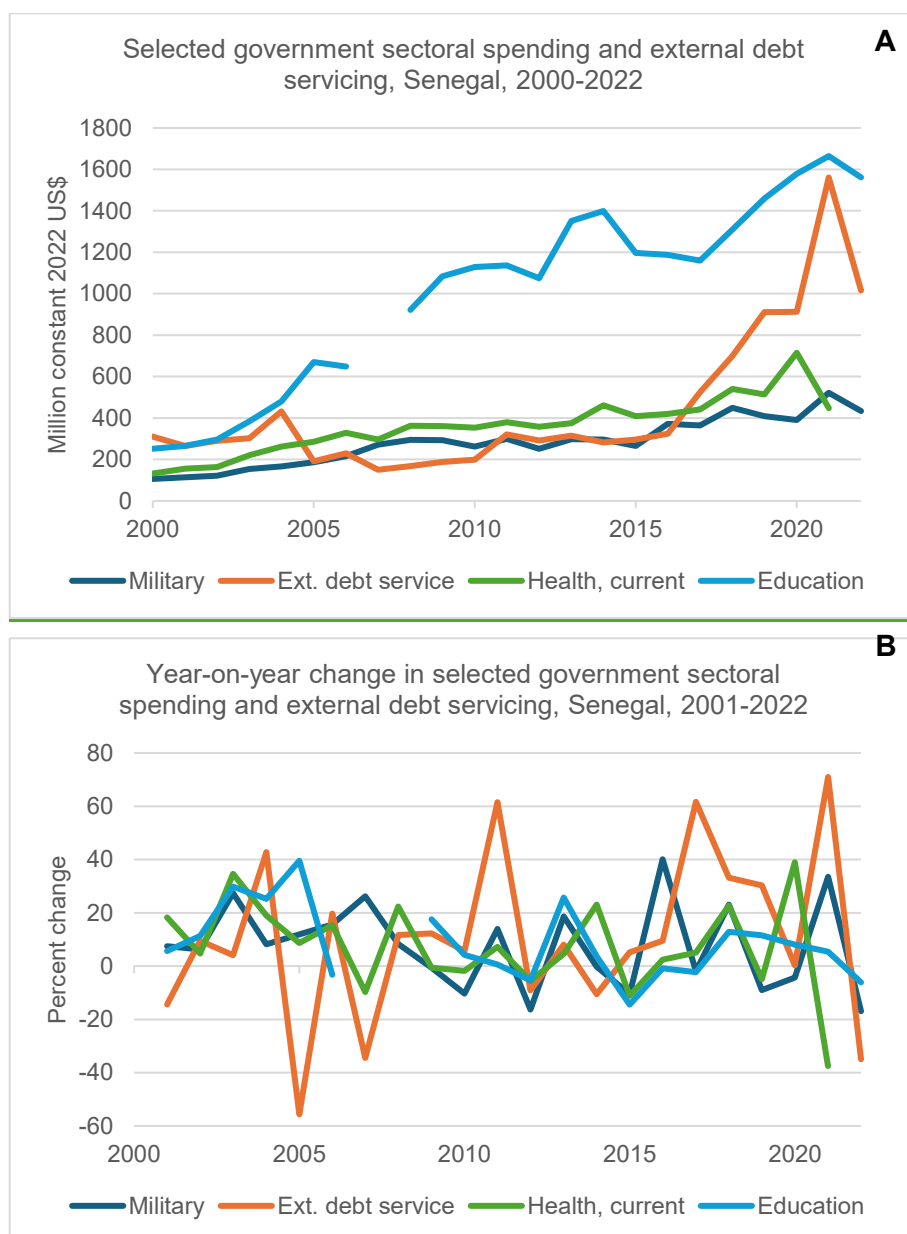 A
Selected government sectoral spending and external debt
servicing, Senegal, 2000-2022
Million constant 2022 US$
1800
1600
1400
1200
1000
800
600
400
200
0
2000 2005 2010 2015 2020
Military Ext. debt service Health, current Education
B
Year-on-year change in selected government sectoral
spending and external debt servicing, Senegal, 2001-2022
Percent change
80
60
40
20
0
-20
-40
-60
2000 2005 2010 2015 2020
Military Ext. debt service Health, current Education